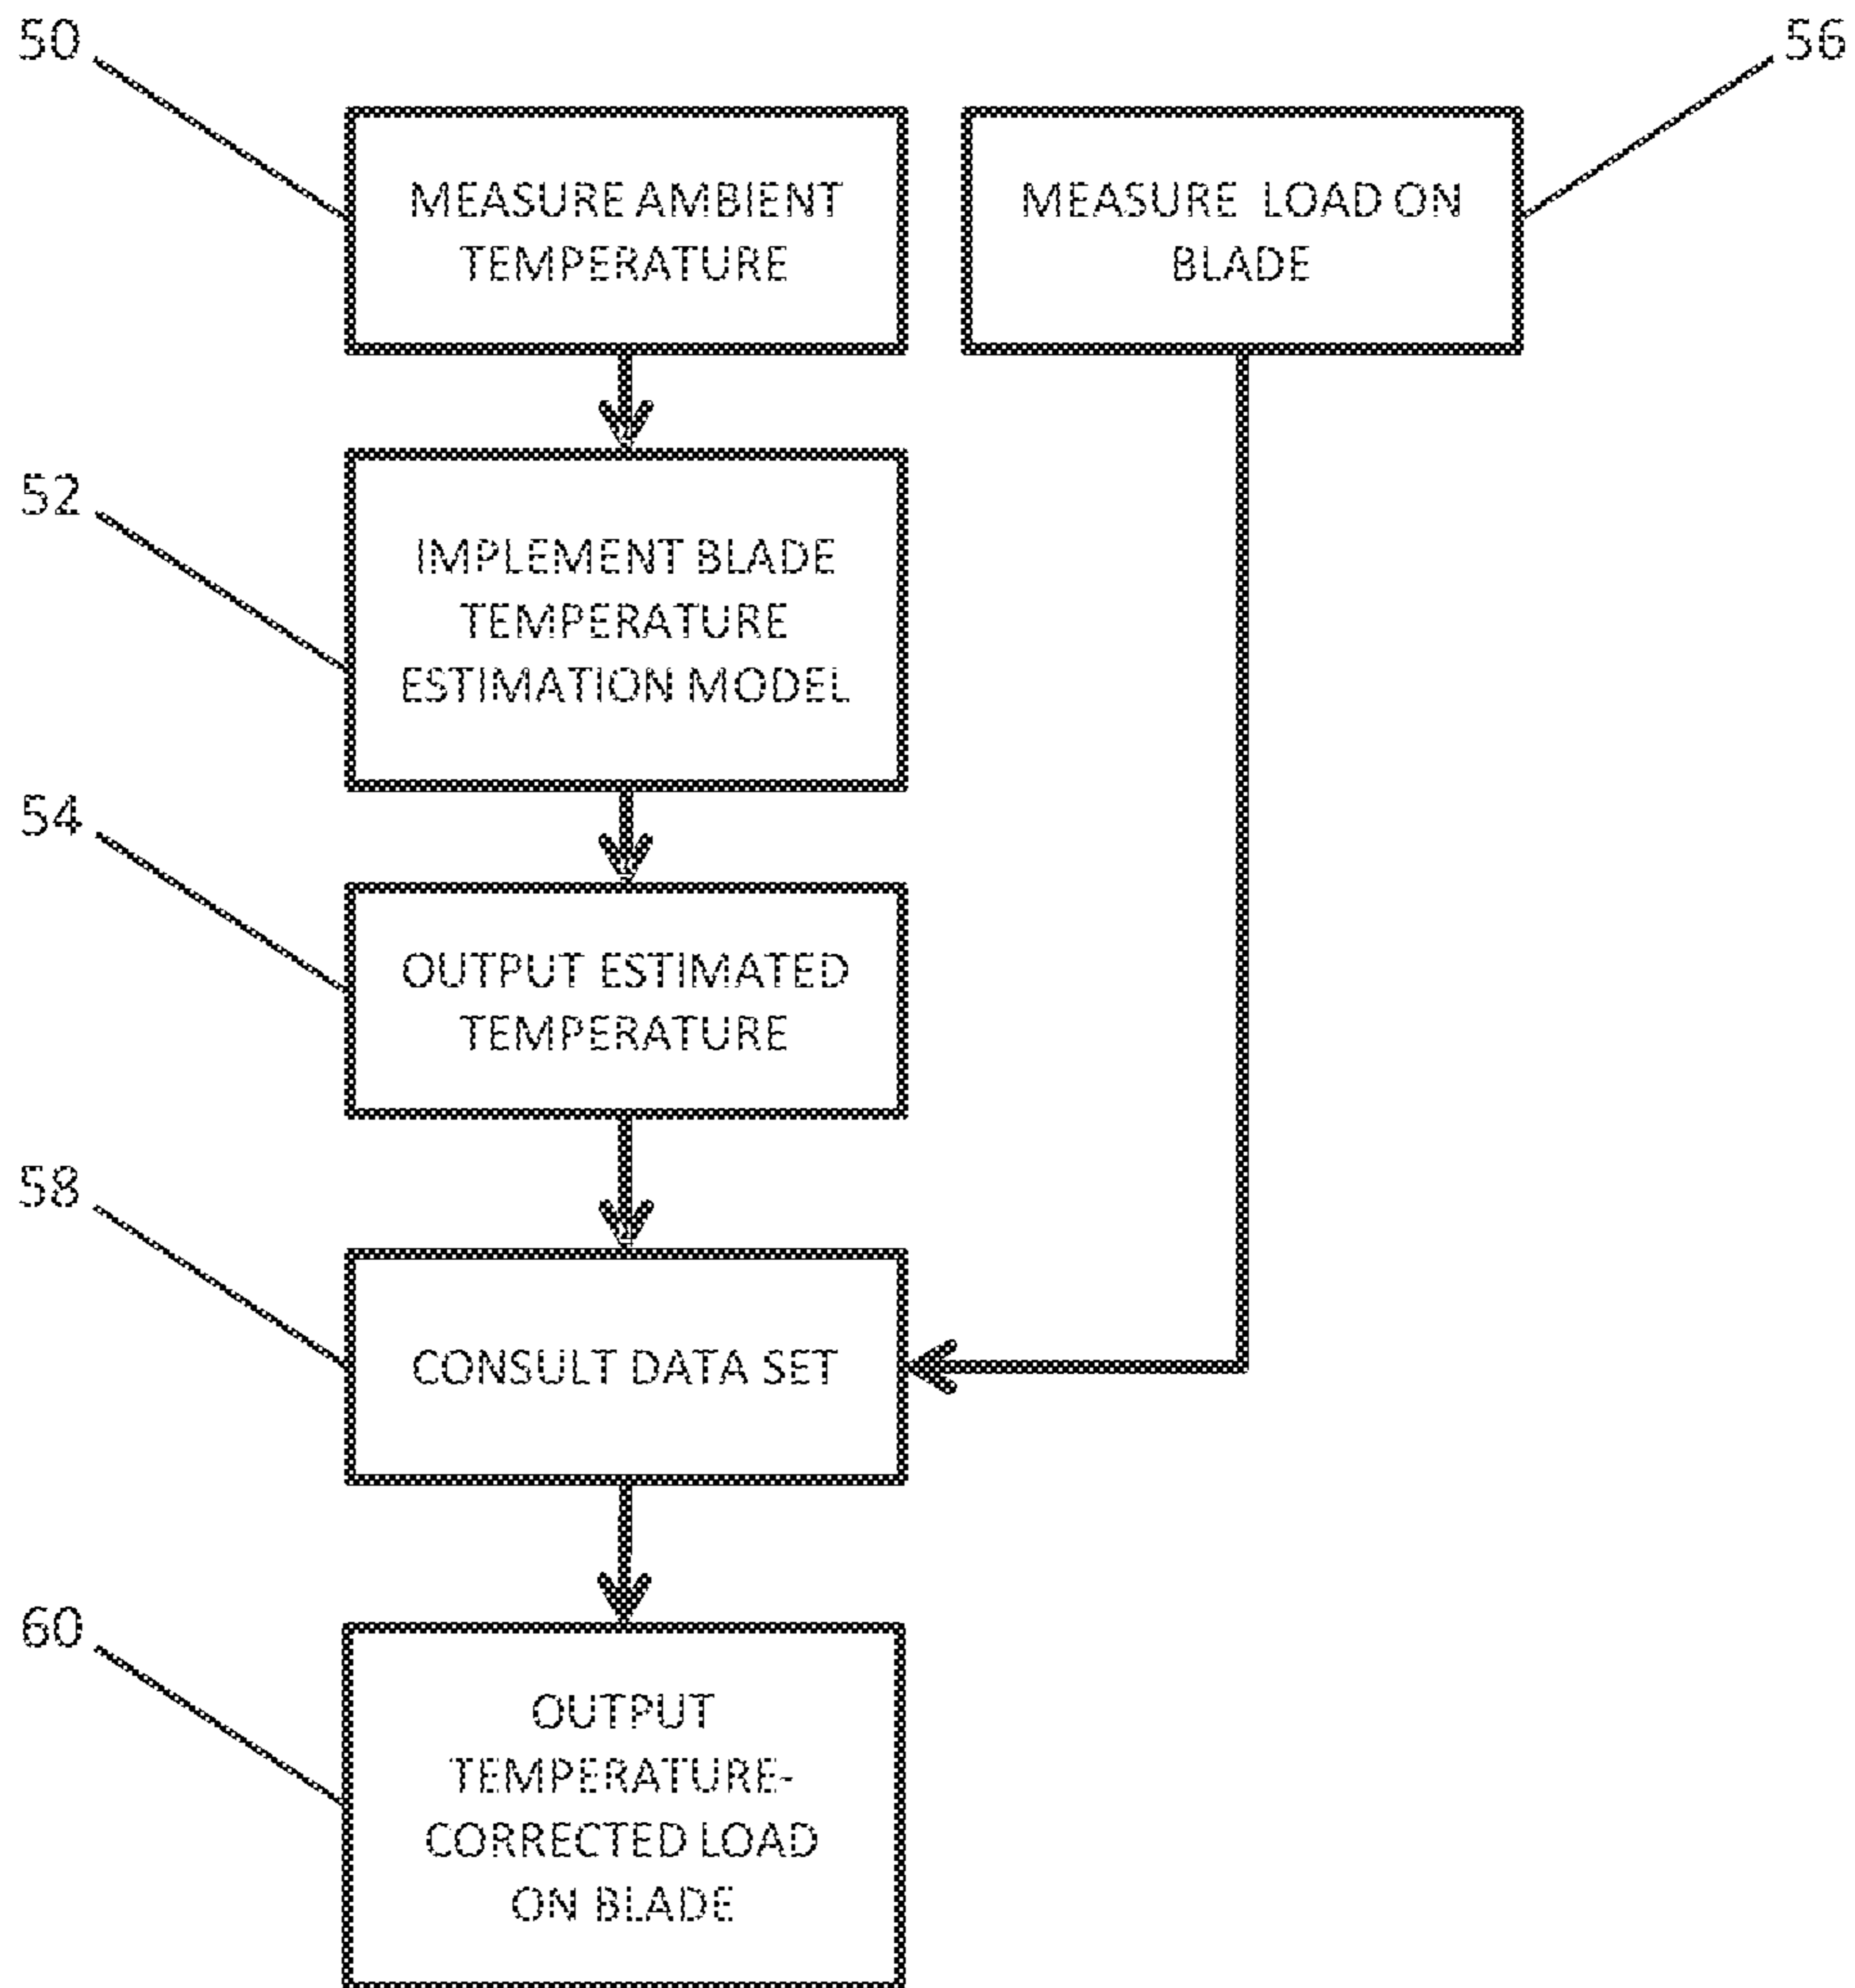 50
56
MEASURE AMBIENT
TEMPERATURE
MEASURE LOAD ON
BLADE
52
IMPLEMENT BLADE
TEMPERATURE
ESTIMATION MODEL
54
OUTPUT ESTIMATED
TEMPERATURE
58
CONSULT DATA SET
60
OUTPUT
TEMPERATURE-
CORRECTED LOAD
ON BLADE